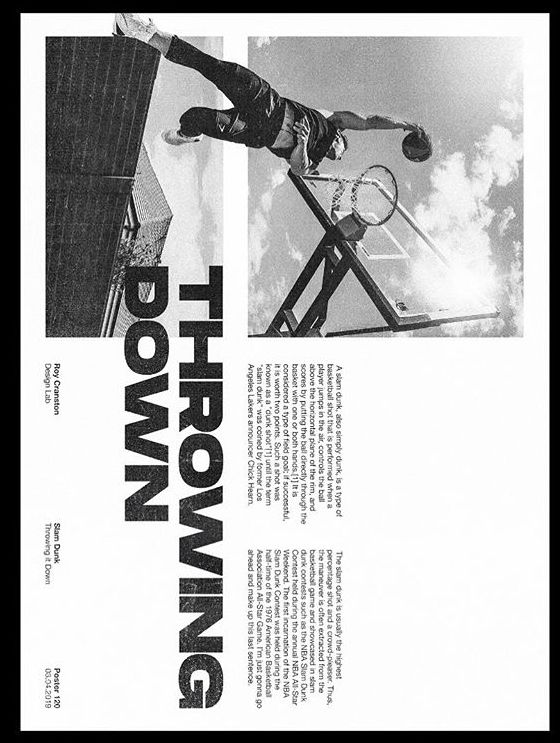 THROWING
DOWN
A slam dunk, also simply dunk, is a type of
basketball shot that is performed when a
player jumps in the air, controls the ball
above the horizontal plane of the rim, and
scores by putting the ball directly through the
basket with one or both hands.[1] It is
considered a type of field goal; if successful,
it is worth two points. Such a shot was
known as a "dunk shot"[1] until the term
"slam dunk" was coined by former Los
Angeles Lakers announcer Chick Hearn.
The slam dunk is usually the highest
percentage shot and a crowd-pleaser. Thus,
the maneuver is often extracted from the
basketball game and showcased in slam
dunk contests such as the NBA Slam Dunk
Contest held during the annual NBA All-Star
Weekend. The first incarnation of the NBA
Slam Dunk Contest was held during the
half-time of the 1976 American Basketball
Association All-Star Game. I'm just gonna go
ahead and make up this last sentence.
Roy Cranston
Design Lab
Slam Dunk
Throwing it Down
Poster 120
03.04.2019